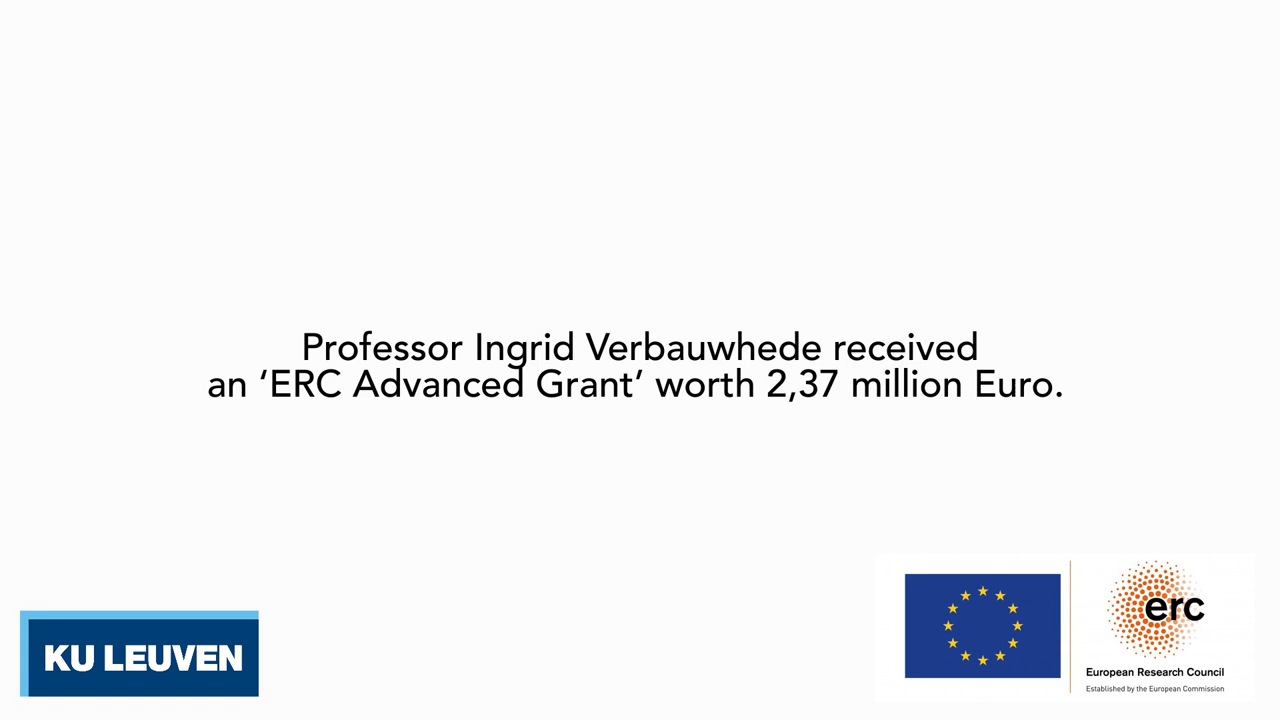 Professor Ingrid Verbauwhede received
an ‘ERC Advanced Grant’ worth 2,37 million Euro.
KU LEUVEN
erc
European Research Council
Established by the European Commission